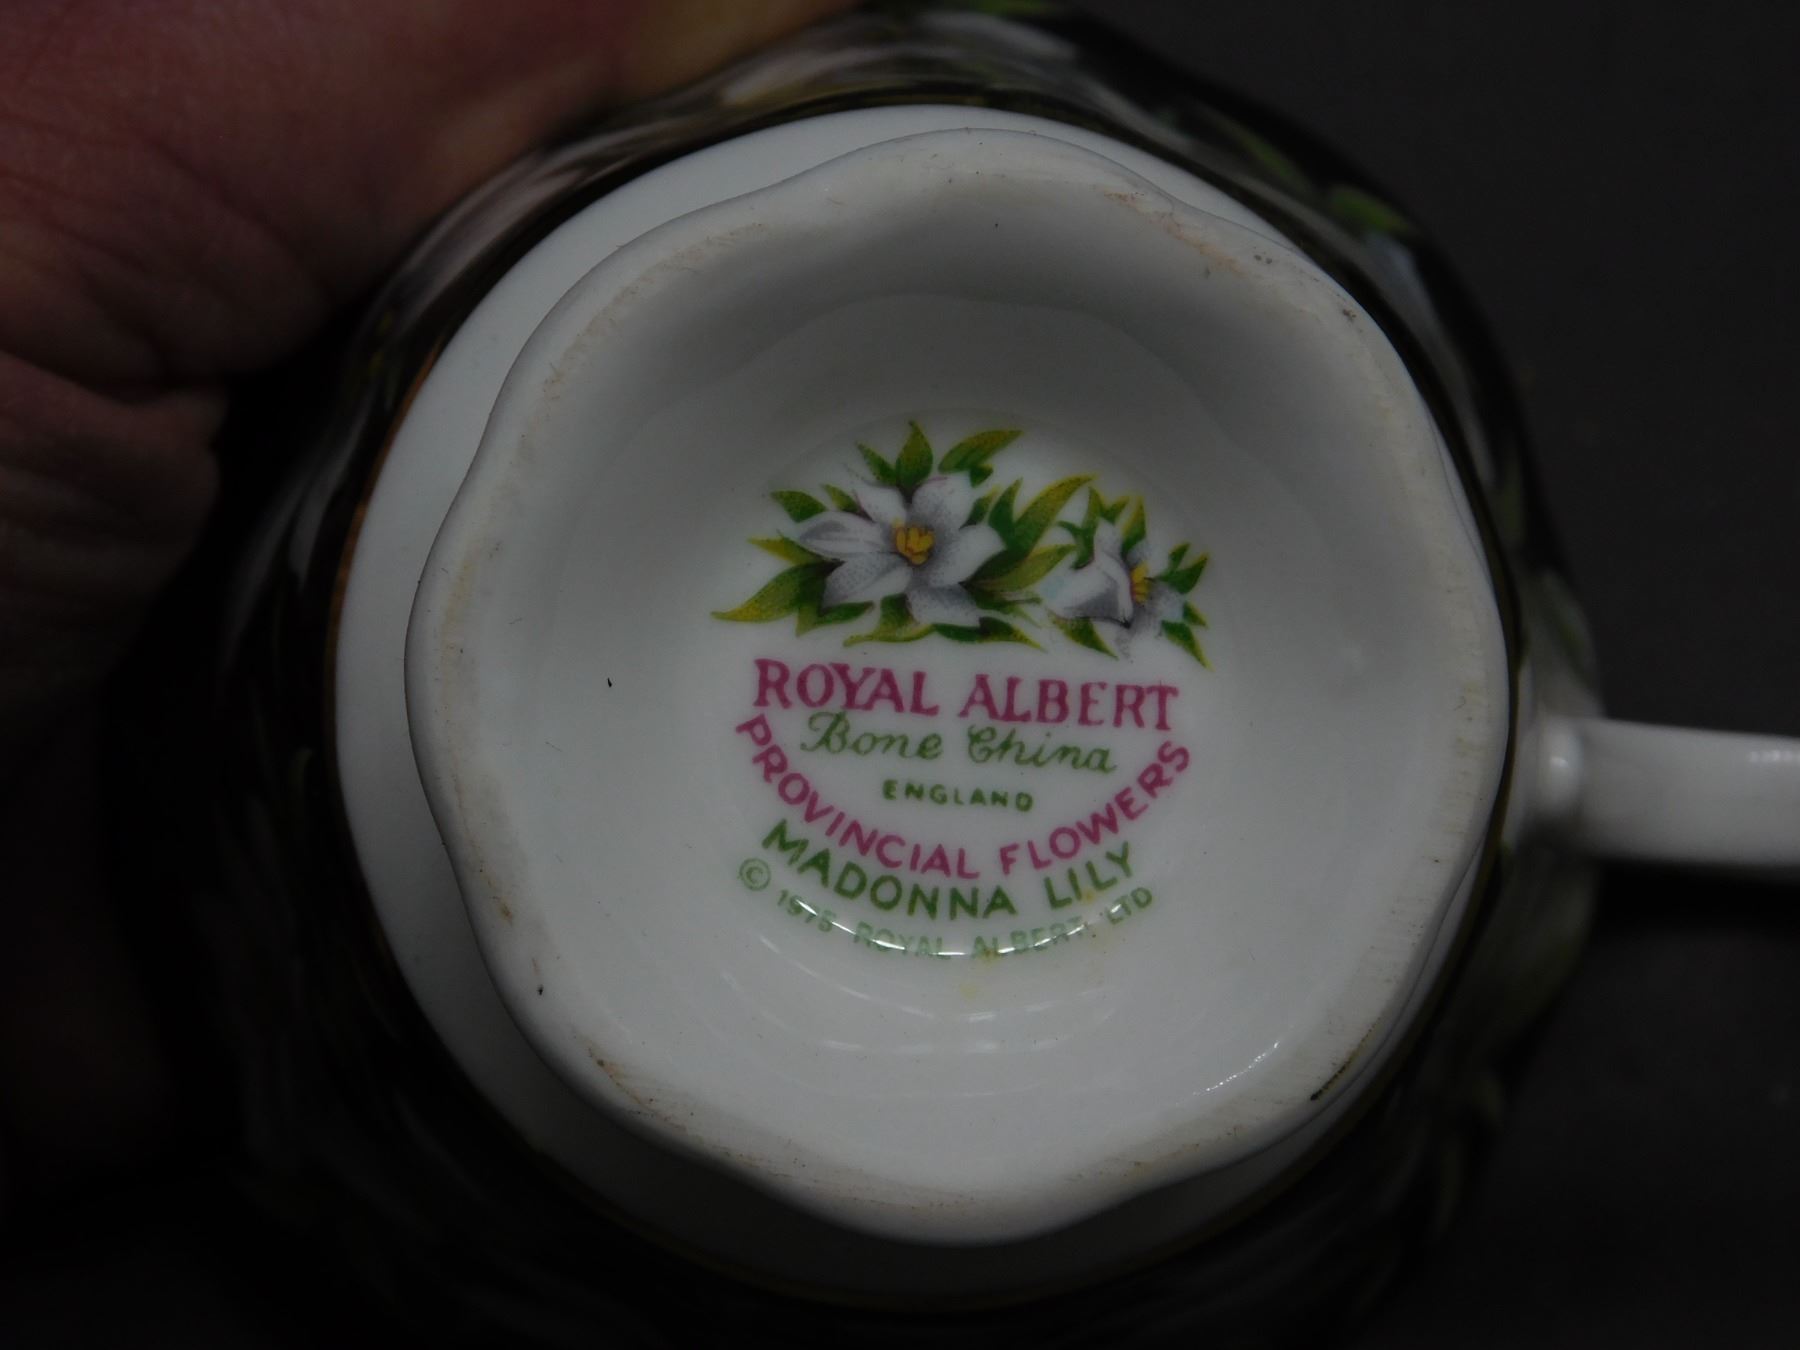 ROYAL ALBERT
Bone China
ENGLAND
PROVINCIAL FLOWERS
MADONNA LILY
© 1975 ROYAL ALBERT LTD